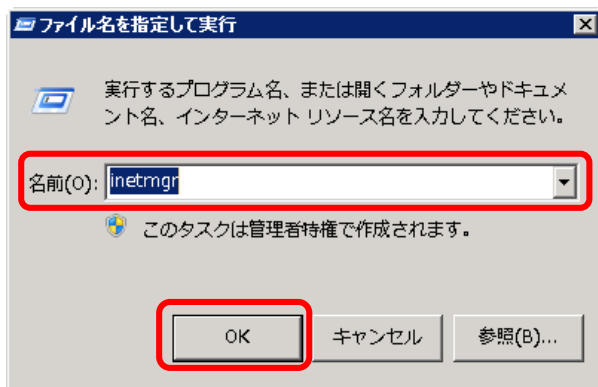 ファイル名を指定して実行
実行するプログラム名、または開くフォルダーやドキュメ
ント名、インターネット リソース名を入力してください。
名前(O): inetmgr
このタスクは管理者特権で作成されます。
OK キャンセル 参照(B)...